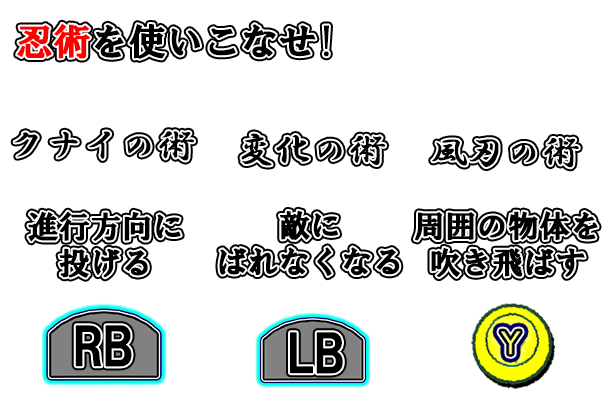 忍術を使いこなせ!
クナイの術
変化の術
風刃の術
進行方向に
投げる
敵に
ばれなくなる
周囲の物体を
吹き飛ばす
RB
LB
Y